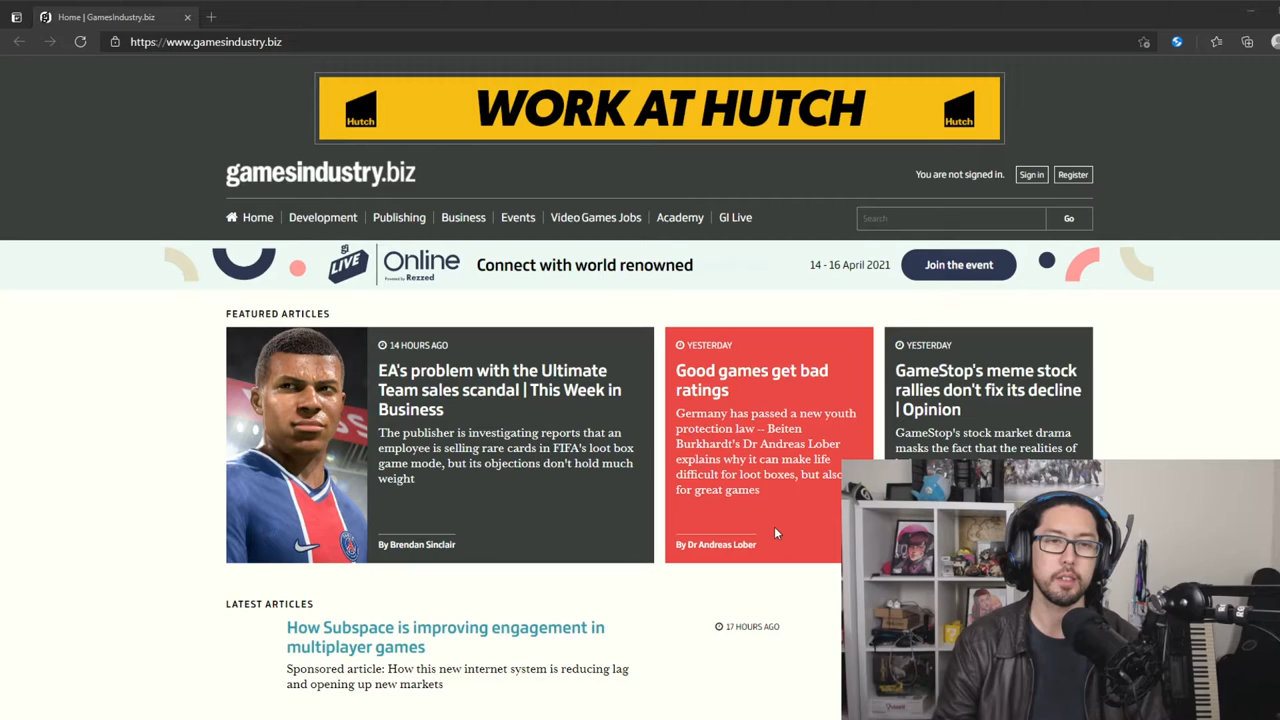 Home | GamesIndustry.biz
https://www.gamesindustry.biz
Hutch
WORK AT HUTCH
Hutch
gamesindustry.biz
You are not signed in.
Sign in
Register
Home
Development
Publishing
Business
Events
Video Games Jobs
Academy
GI Live
Search
Go
GI
LIVE
Online
Powered by Rezzed
Connect with world renowned
14 - 16 April 2021
Join the event
FEATURED ARTICLES
14 HOURS AGO
EA's problem with the Ultimate
Team sales scandal | This Week in
Business
The publisher is investigating reports that an
employee is selling rare cards in FIFA's loot box
game mode, but its objections don't hold much
weight
By Brendan Sinclair
YESTERDAY
Good games get bad
ratings
Germany has passed a new youth
protection law -- Beiten
Burkhardt's Dr Andreas Lober
explains why it can make life
difficult for loot boxes, but also
for great games
By Dr Andreas Lober
YESTERDAY
GameStop's meme stock
rallies don't fix its decline
| Opinion
GameStop's stock market drama
masks the fact that the realities of
LATEST ARTICLES
How Subspace is improving engagement in
multiplayer games
17 HOURS AGO
Sponsored article: How this new internet system is reducing lag
and opening up new markets